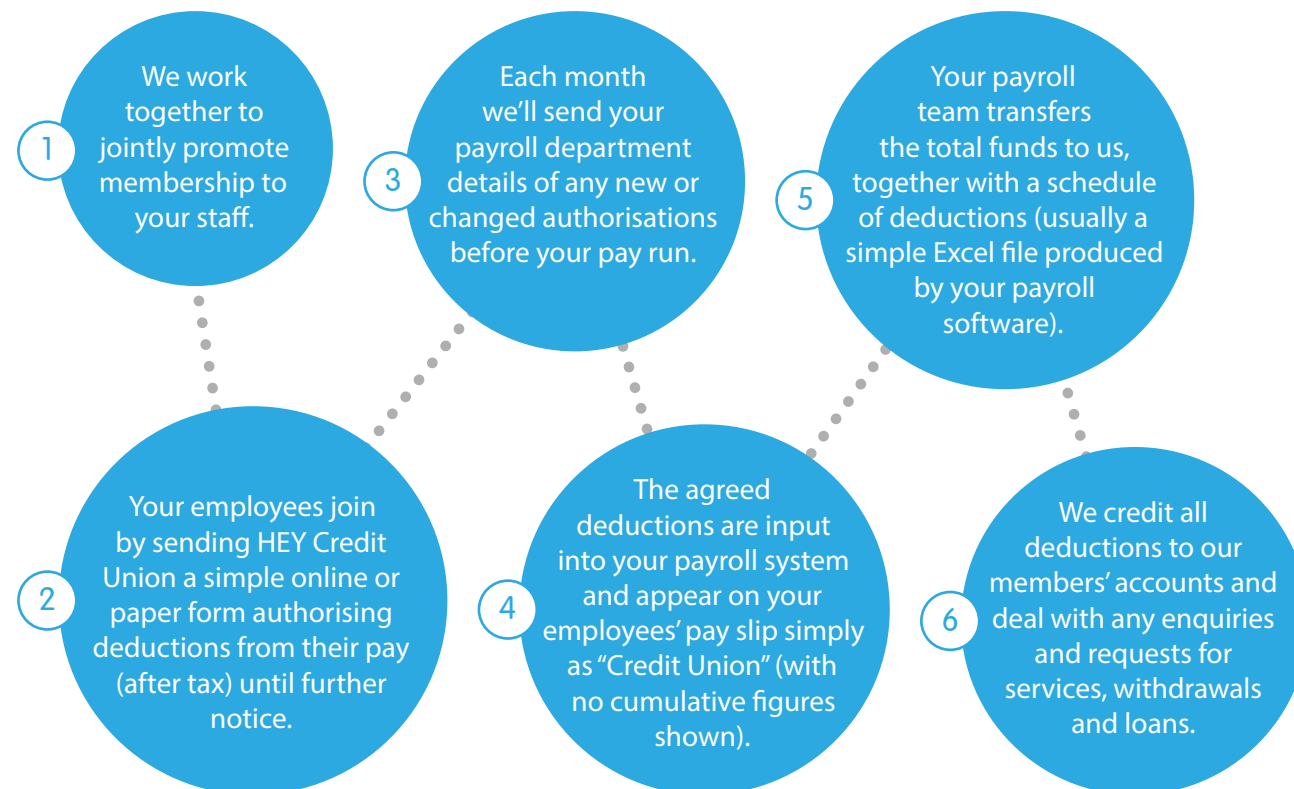 1
We work
together to
jointly promote
membership to
your staff.
2
Your employees join
by sending HEY Credit
Union a simple online or
paper form authorising
deductions from their pay
(after tax) until further
notice.
3
Each month
we’ll send your
payroll department
details of any new or
changed authorisations
before your pay run.
4
The agreed
deductions are input
into your payroll system
and appear on your
employees’ pay slip simply
as “Credit Union” (with
no cumulative figures
shown).
5
Your payroll
team transfers
the total funds to us,
together with a schedule
of deductions (usually a
simple Excel file produced
by your payroll
software).
6
We credit all
deductions to our
members’ accounts and
deal with any enquiries
and requests for
services, withdrawals
and loans.